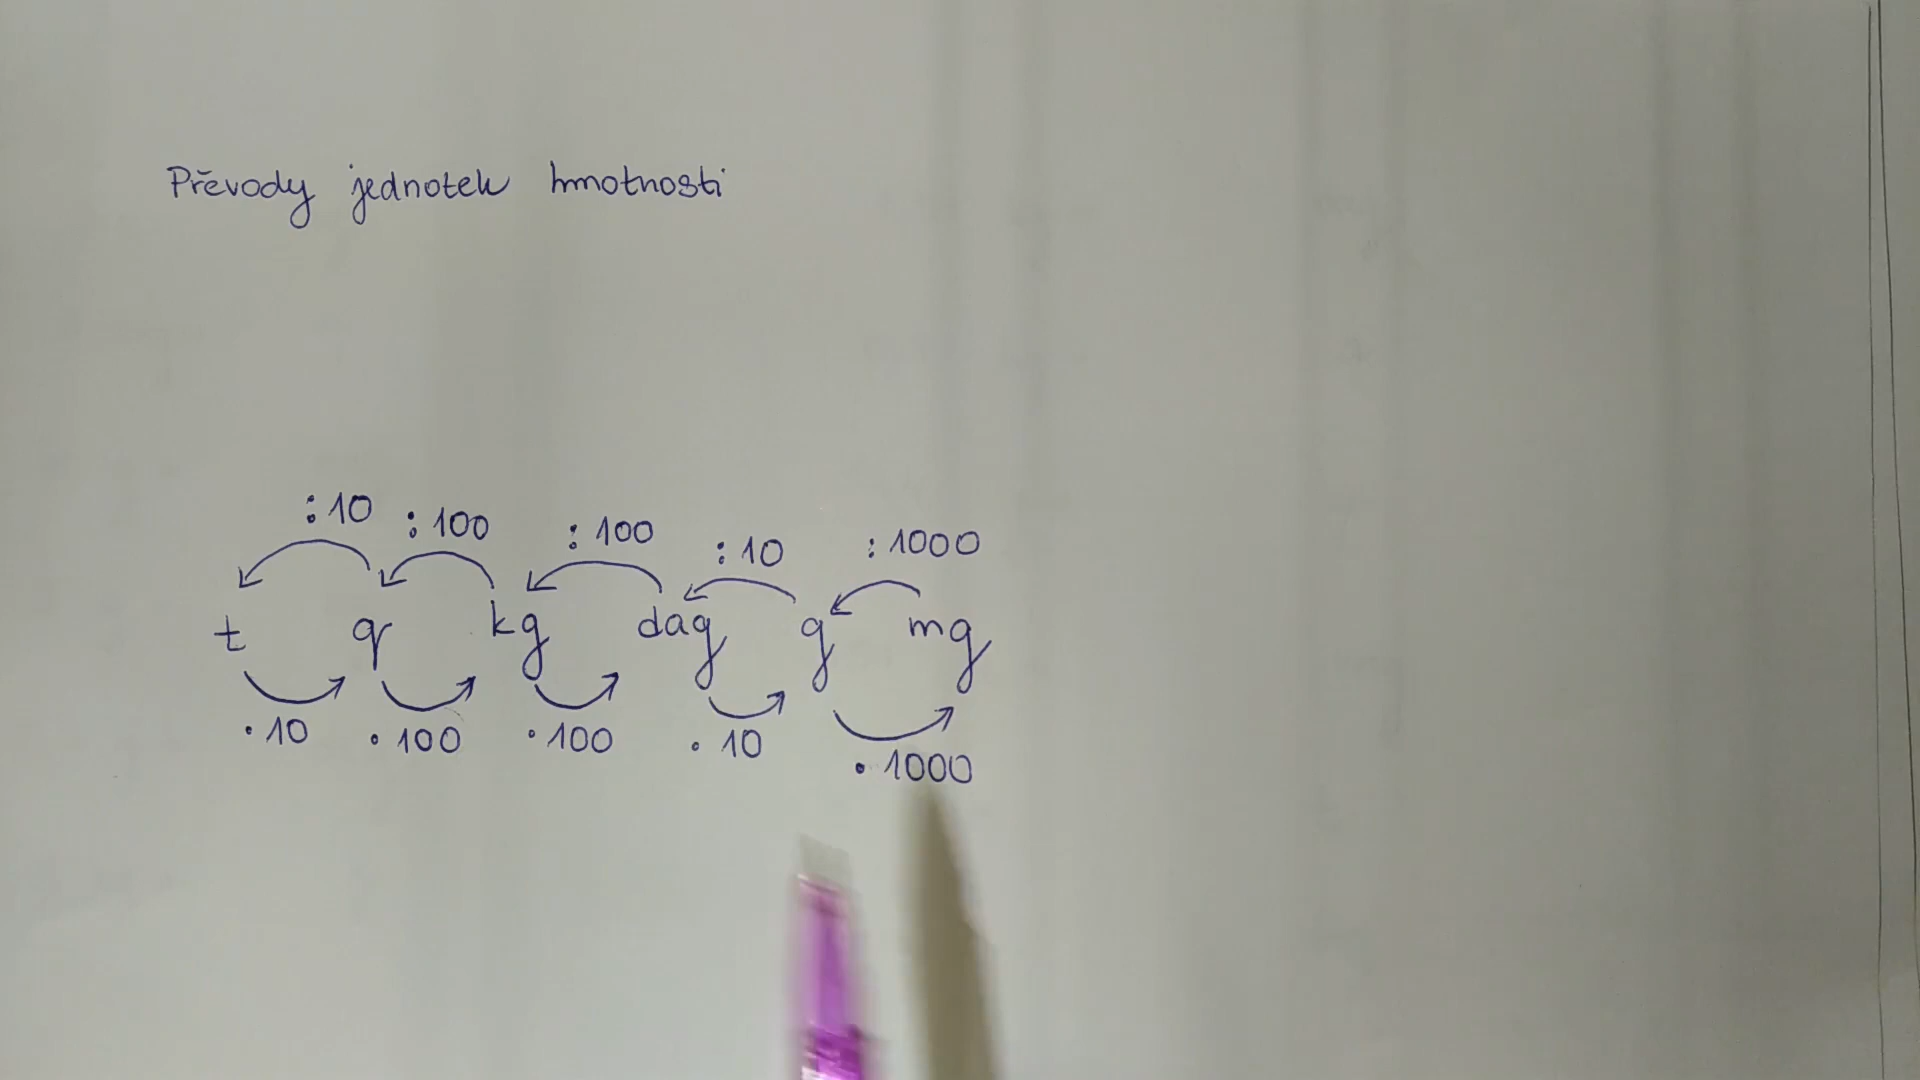 Převody jednotek hmotnosti
:10 :100 :100 :10 :1000
t q kg dag g mg
·10 ·100 ·100 ·10 ·1000